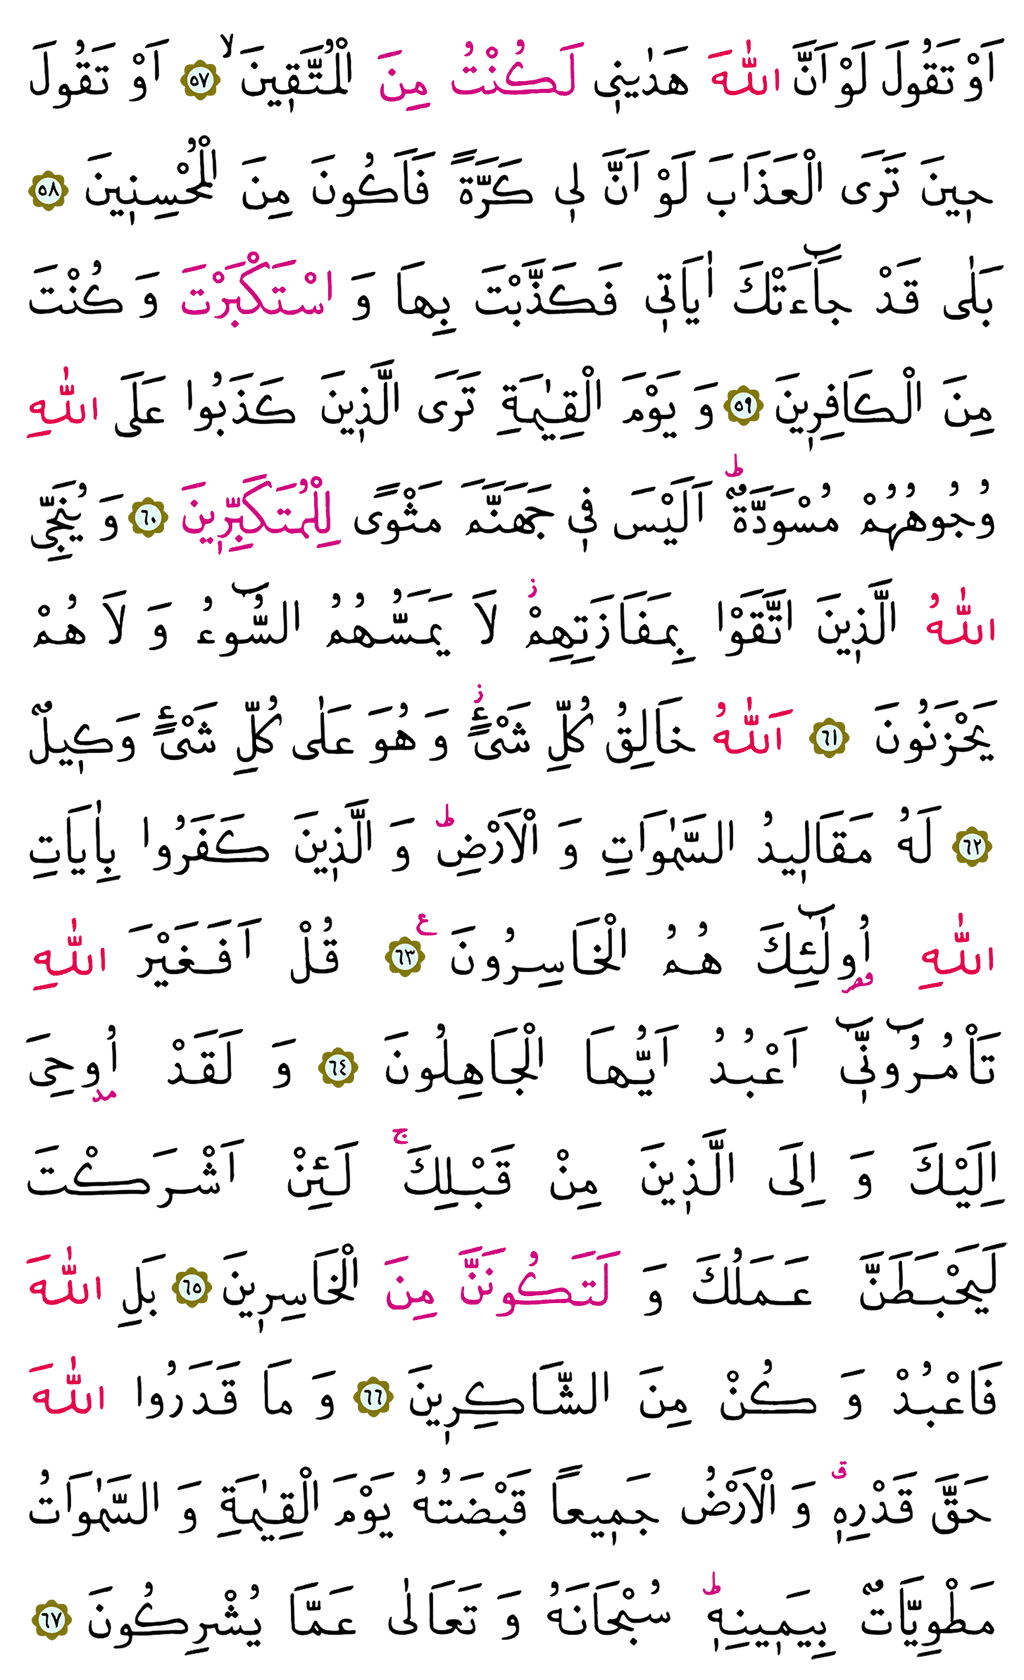 اَوْ تَقُولَ لَوْ اَنَّ اللّٰهَ هَدٰينٖي لَكُنْتُ مِنَ الْمُتَّقٖينَۙ ﴿٥٧﴾ اَوْ تَقُولَ
حٖينَ تَرَى الْعَذَابَ لَوْ اَنَّ لٖي كَرَّةً فَاَكُونَ مِنَ الْمُحْسِنٖينَ ﴿٥٨﴾
بَلٰى قَدْ جَٓاءَتْكَ اٰيَاتٖي فَكَذَّبْتَ بِهَا وَ اسْتَكْبَرْتَ وَ كُنْتَ
مِنَ الْكَافِرٖينَ ﴿٥٩﴾ وَ يَوْمَ الْقِيٰمَةِ تَرَى الَّذٖينَ كَذَبُوا عَلَى اللّٰهِ
وُجُوهُهُمْ مُسْوَدَّةٌؕ اَلَيْسَ فٖي جَهَنَّمَ مَثْوًى لِلْمُتَكَبِّرٖينَ ﴿٦٠﴾ وَ يُنَجِّي
اللّٰهُ الَّذٖينَ اتَّقَوْا بِمَفَازَتِهِمْؗ لَا يَمَسُّهُمُ السُّٓوءُ وَ لَا هُمْ
يَحْزَنُونَ ﴿٦١﴾ اَللّٰهُ خَالِقُ كُلِّ شَيْءٍؗ وَ هُوَ عَلٰى كُلِّ شَيْءٍ وَكٖيلٌ
﴿٦٢﴾ لَهُ مَقَالٖيدُ السَّمٰوَاتِ وَ الْاَرْضِؕ وَ الَّذٖينَ كَفَرُوا بِاٰيَاتِ
اللّٰهِ اُولٰٓئِكَ هُمُ الْخَاسِرُونَ ﴿٦٣﴾ع قُلْ اَفَغَيْرَ اللّٰهِ
تَاْمُرُٓونّٖٓي اَعْبُدُ اَيُّهَا الْجَاهِلُونَ ﴿٦٤﴾ وَ لَقَدْ اُوحِيَ
اِلَيْكَ وَ اِلَى الَّذٖينَ مِنْ قَبْلِكَۚ لَئِنْ اَشْرَكْتَ
لَيَحْبَطَنَّ عَمَلُكَ وَ لَتَكُونَنَّ مِنَ الْخَاسِرٖينَ ﴿٦٥﴾ بَلِ اللّٰهَ
فَاعْبُدْ وَ كُنْ مِنَ الشَّاكِرٖينَ ﴿٦٦﴾ وَ مَا قَدَرُوا اللّٰهَ
حَقَّ قَدْرِهٖࣗ وَ الْاَرْضُ جَمٖيعاً قَبْضَتُهُ يَوْمَ الْقِيٰمَةِ وَ السَّمٰوَاتُ
مَطْوِيَّاتٌ بِيَمٖينِهٖؕ سُبْحَانَهُ وَ تَعَالٰى عَمَّا يُشْرِكُونَ ﴿٦٧﴾